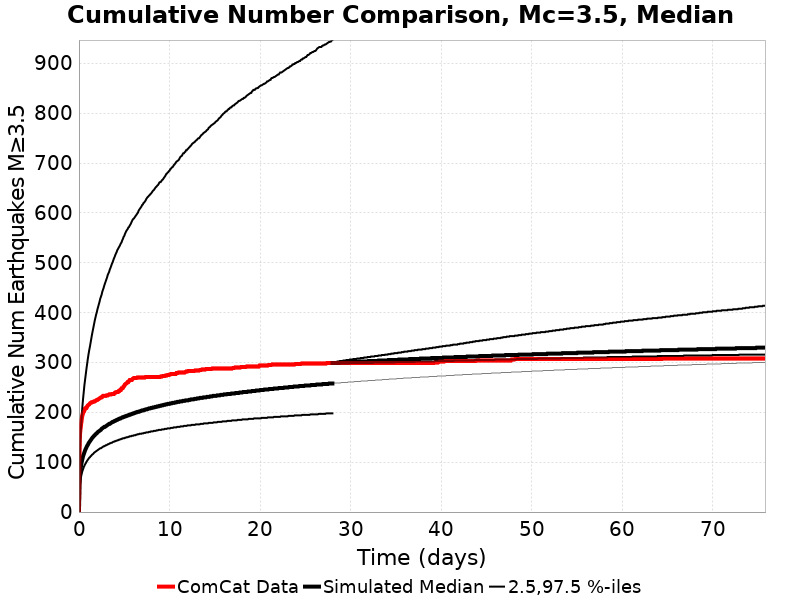 Cumulative Number Comparison, Mc=3.5, Median
Cumulative Num Earthquakes M≥3.5
900
800
700
600
500
400
300
200
100
0
0 10 20 30 40 50 60 70
Time (days)
ComCat Data Simulated Median 2.5,97.5 %-iles